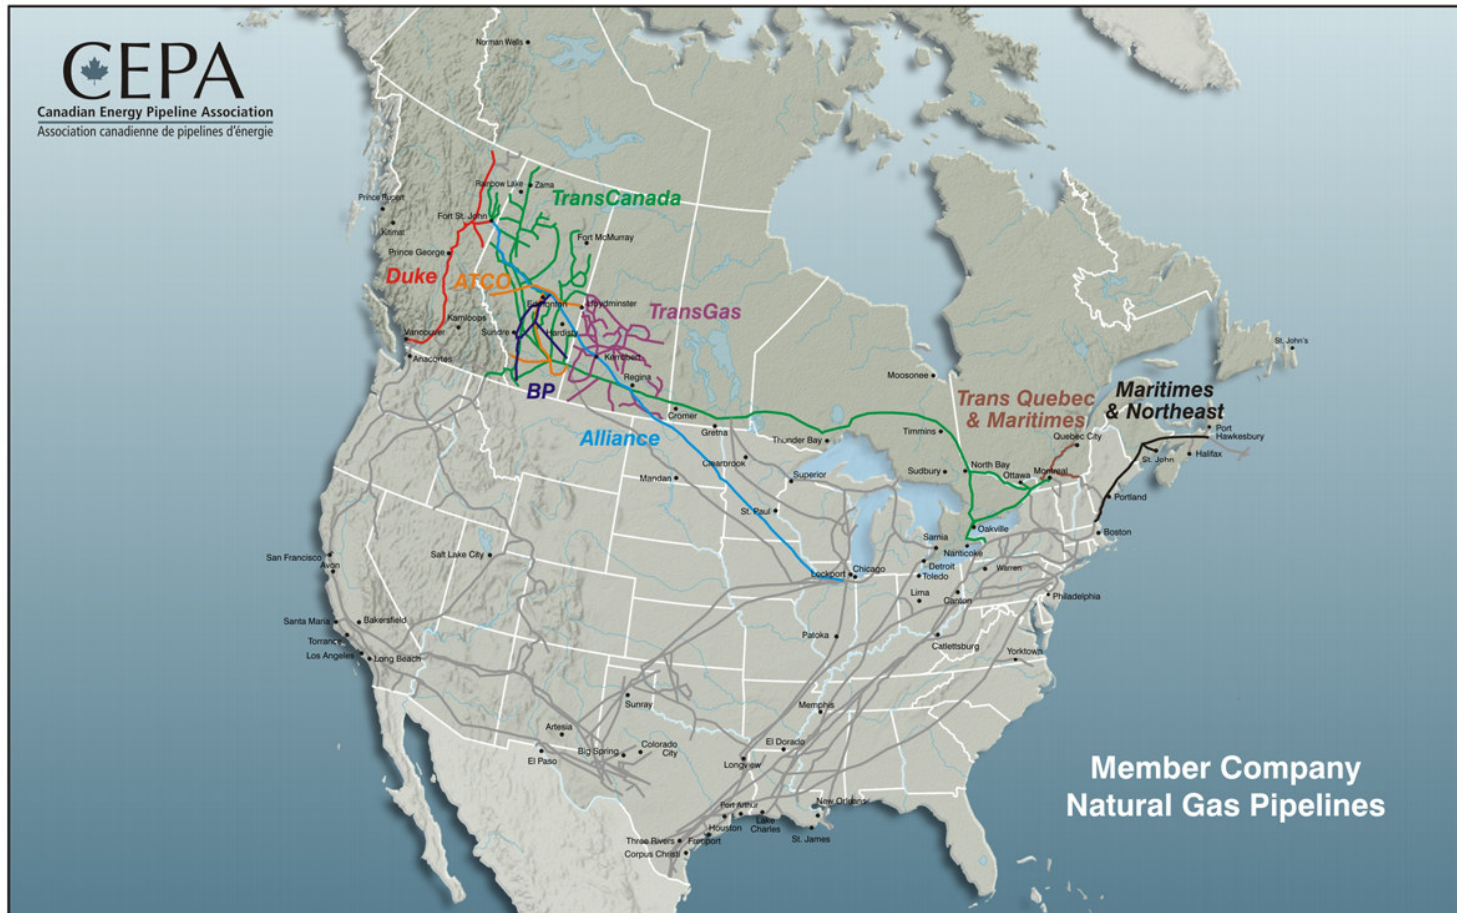 CEPA
Canadian Energy Pipeline Association
Association canadienne de pipelines d'énergie
Norman Wells
Rainbow Lake
Zama
TransCanada
Prince Rupert
Fort St. John
Kitimat
Fort McMurray
Prince George
Duke
ATCO
Edmonton
Lloydminster
TransGas
Kamloops
Vancouver
Sundre
Hardisty
Anacortes
Kerrobert
Regina
BP
Cromer
Gretna
Alliance
Moosonee
Trans Quebec
& Maritimes
Maritimes
& Northeast
St. John's
Port
Hawkesbury
Timmins
Thunder Bay
Quebec City
St. John
Halifax
Clearbrook
Superior
Sudbury
North Bay
Ottawa
Montreal
Mandan
Portland
St. Paul
Oakville
Boston
Sarnia
Nanticoke
San Francisco
Avon
Salt Lake City
Lockport
Chicago
Detroit
Toledo
Warren
Lima
Canton
Philadelphia
Santa Maria
Bakersfield
Torrance
Los Angeles
Long Beach
Patoka
Catlettsburg
Yorktown
Sunray
Memphis
Artesia
Big Spring
Colorado
City
El Paso
El Dorado
Longview
Member Company
Natural Gas Pipelines
Port Arthur
New Orleans
Houston
Lake
Charles
Three Rivers
Freeport
St. James
Corpus Christi